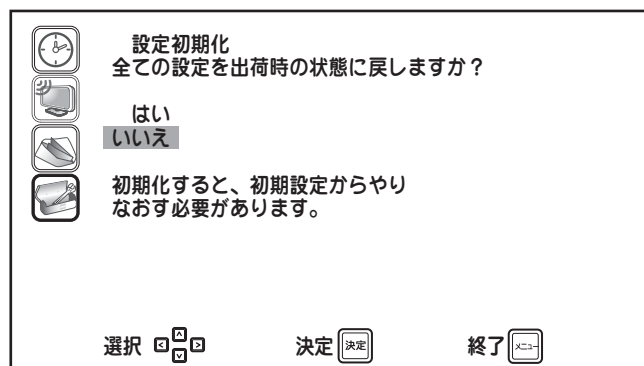 設定初期化
全ての設定を出荷時の状態に戻しますか？
はい
いいえ
初期化すると、初期設定からやり
なおす必要があります。
選択 決定 決定 終了 メニュー